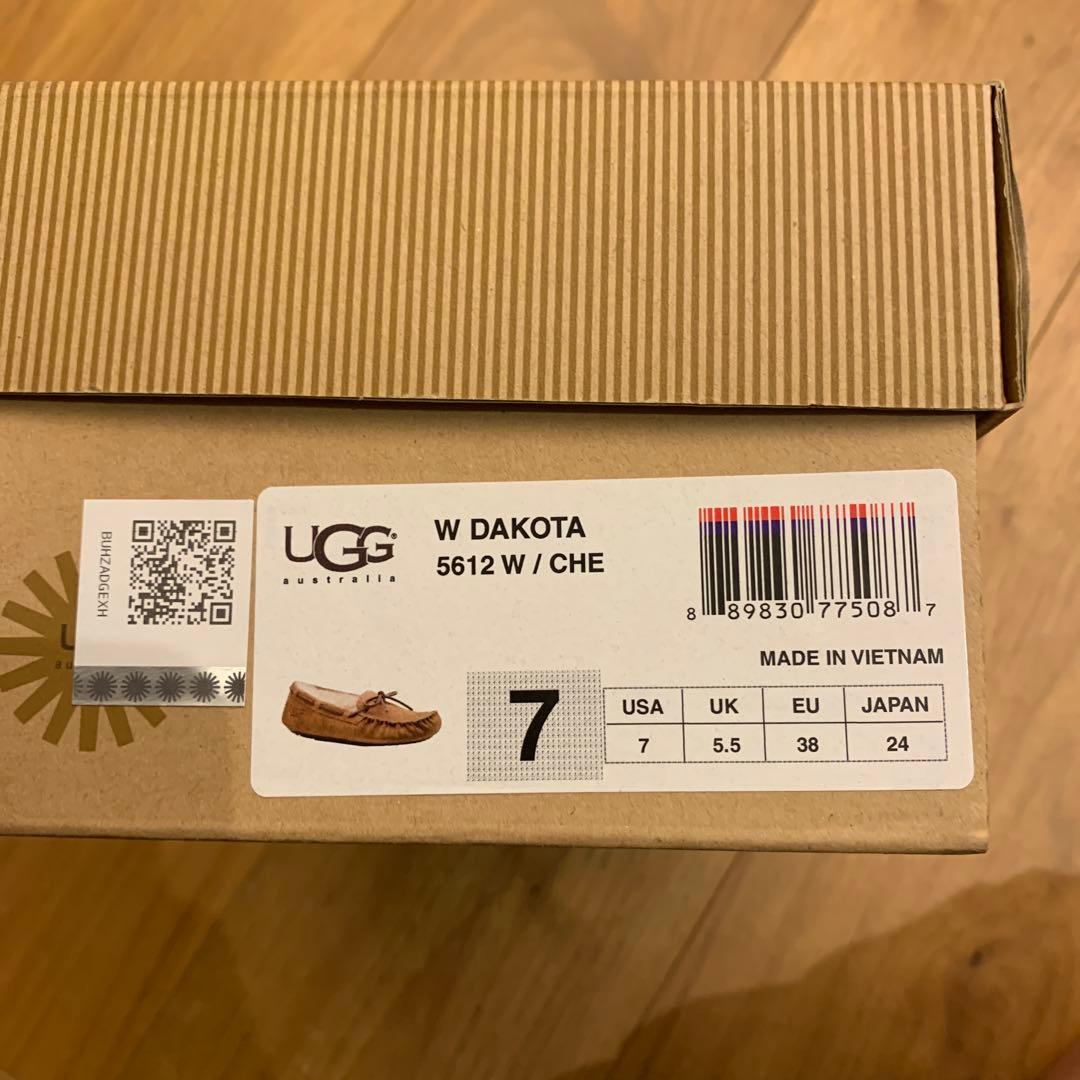 BUHZADGEXH
U
au
UGG®
australia
W DAKOTA
5612 W / CHE
8 89830 77508 7
MADE IN VIETNAM
7
USA UK EU JAPAN
7 5.5 38 24